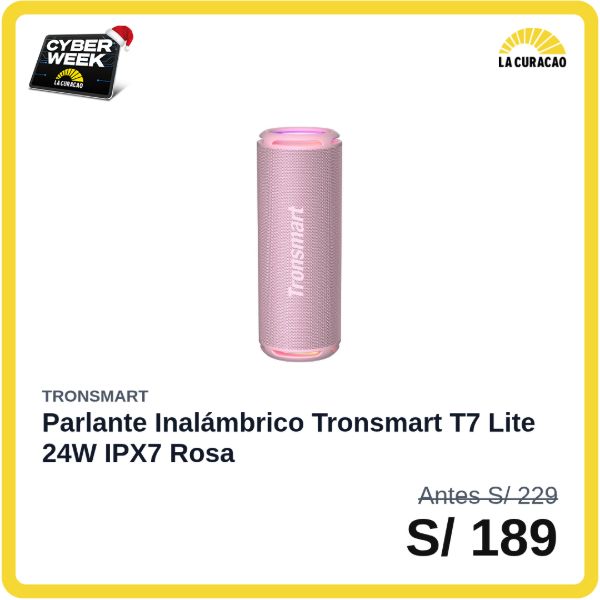 CYBER
WEEK
LA CURACAO
LA CURACAO
Tronsmart
TRONSMART
Parlante Inalámbrico Tronsmart T7 Lite
24W IPX7 Rosa
Antes S/ 229
S/ 189